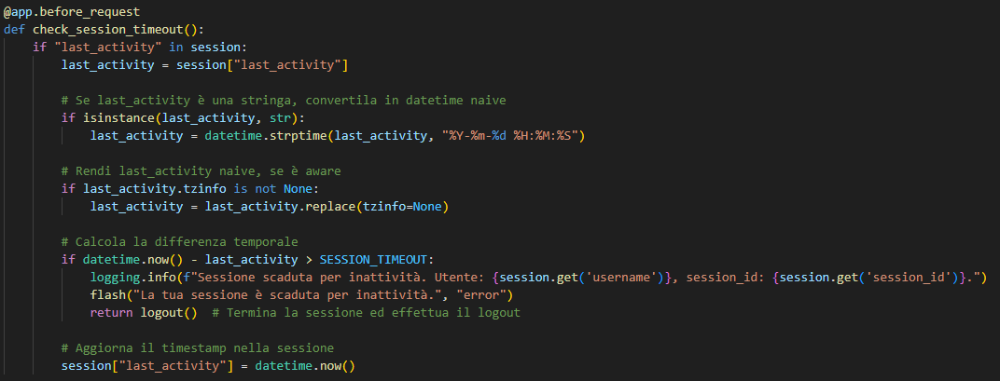 @app.before_request
def check_session_timeout():
    if "last_activity" in session:
        last_activity = session["last_activity"]

        # Se last_activity è una stringa, convertila in datetime naive
        if isinstance(last_activity, str):
            last_activity = datetime.strptime(last_activity, "%Y-%m-%d %H:%M:%S")

        # Rendi last_activity naive, se è aware
        if last_activity.tzinfo is not None:
            last_activity = last_activity.replace(tzinfo=None)

        # Calcola la differenza temporale
        if datetime.now() - last_activity > SESSION_TIMEOUT:
            logging.info(f"Sessione scaduta per inattività. Utente: {session.get('username')}, session_id: {session.get('session_id')}.")
            flash("La tua sessione è scaduta per inattività.", "error")
            return logout()  # Termina la sessione ed effettua il logout

        # Aggiorna il timestamp nella sessione
        session["last_activity"] = datetime.now()